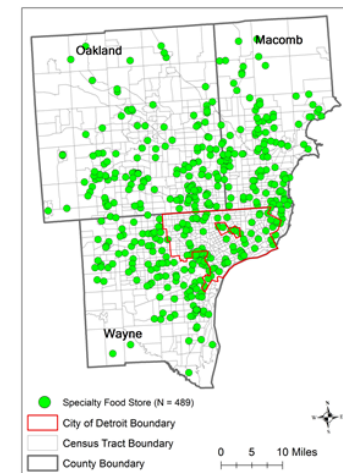 Oakland
Macomb
Wayne
Specialty Food Store (N = 489)
City of Detroit Boundary
Census Tract Boundary
County Boundary
0 5 10 Miles